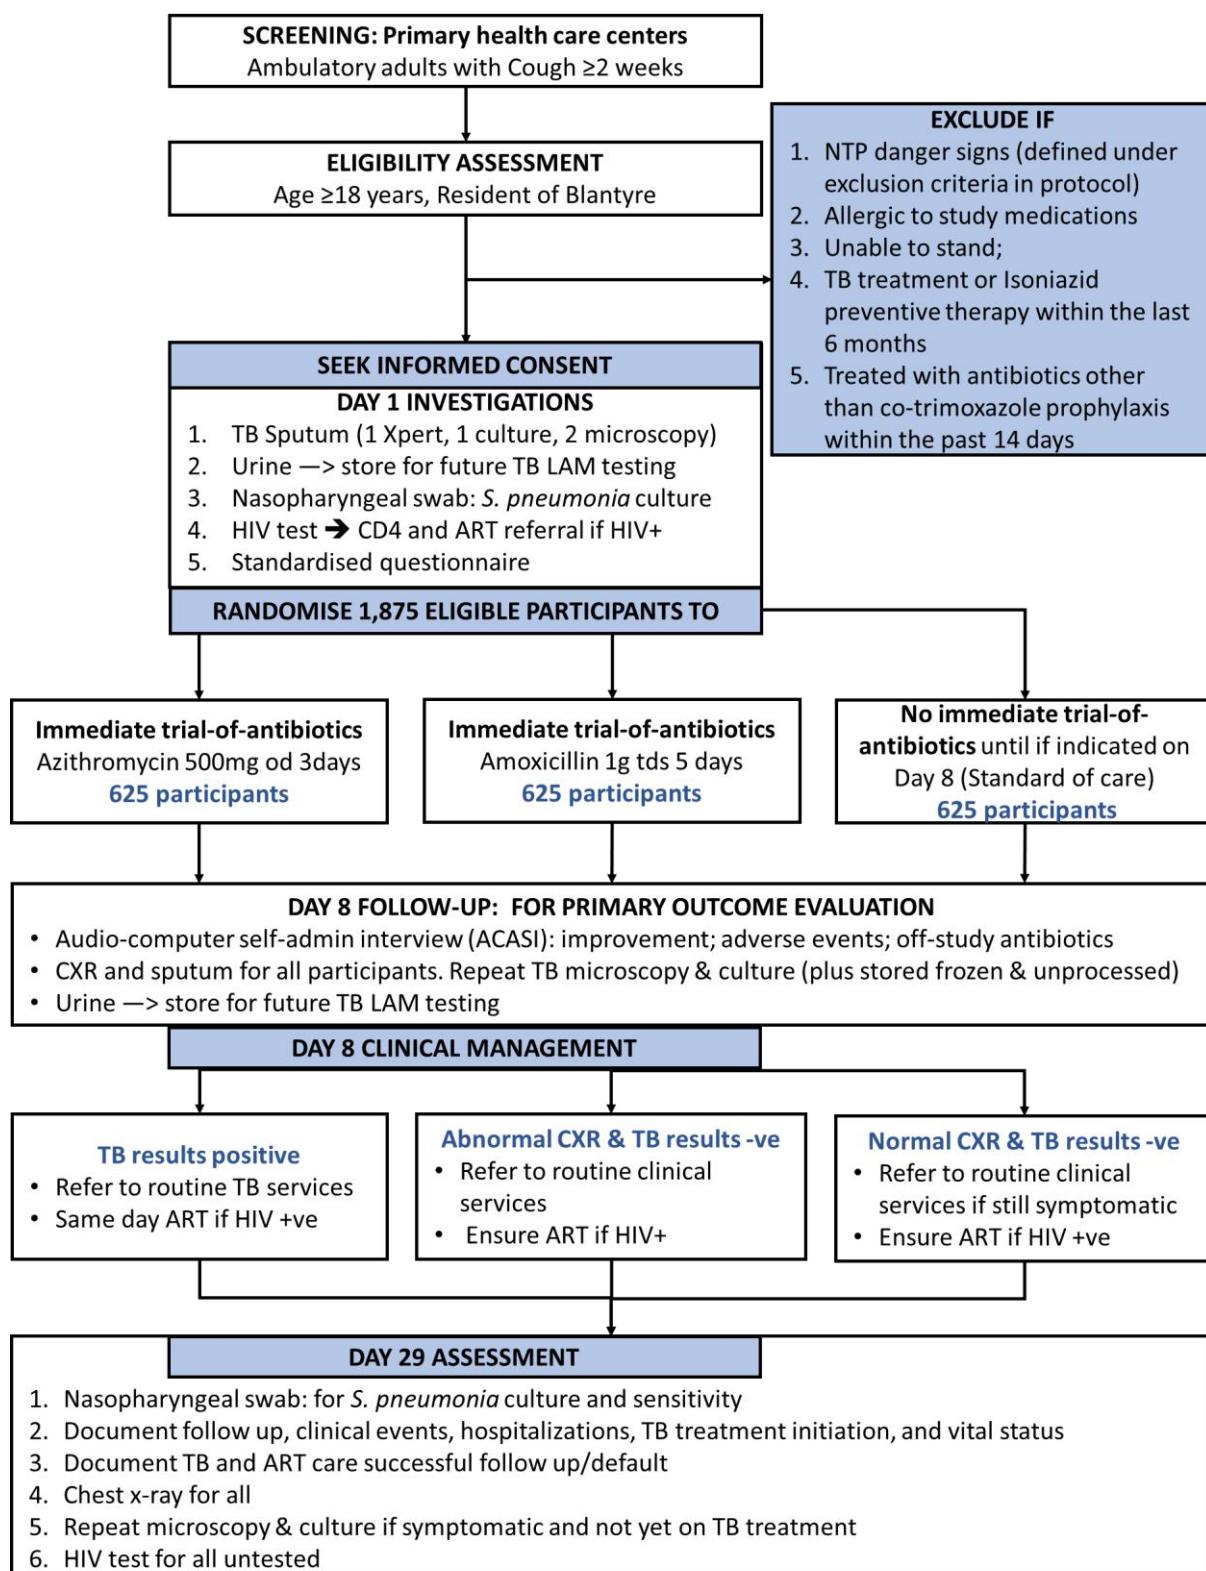 SCREENING: Primary health care centers
Ambulatory adults with Cough ≥2 weeks
ELIGIBILITY ASSESSMENT
Age ≥18 years, Resident of Blantyre
EXCLUDE IF
1. NTP danger signs (defined under
exclusion criteria in protocol)
2. Allergic to study medications
3. Unable to stand;
4. TB treatment or Isoniazid
preventive therapy within the last
6 months
5. Treated with antibiotics other
than co-trimoxazole prophylaxis
within the past 14 days
SEEK INFORMED CONSENT
DAY 1 INVESTIGATIONS
1. TB Sputum (1 Xpert, 1 culture, 2 microscopy)
2. Urine —> store for future TB LAM testing
3. Nasopharyngeal swab: S. pneumonia culture
4. HIV test ➔ CD4 and ART referral if HIV+
5. Standardised questionnaire
RANDOMISE 1,875 ELIGIBLE PARTICIPANTS TO
Immediate trial-of-antibiotics
Azithromycin 500mg od 3days
625 participants
Immediate trial-of-antibiotics
Amoxicillin 1g tds 5 days
625 participants
No immediate trial-of-
antibiotics until if indicated on
Day 8 (Standard of care)
625 participants
DAY 8 FOLLOW-UP: FOR PRIMARY OUTCOME EVALUATION
• Audio-computer self-admin interview (ACASI): improvement; adverse events; off-study antibiotics
• CXR and sputum for all participants. Repeat TB microscopy & culture (plus stored frozen & unprocessed)
• Urine —> store for future TB LAM testing
DAY 8 CLINICAL MANAGEMENT
TB results positive
• Refer to routine TB services
• Same day ART if HIV +ve
Abnormal CXR & TB results -ve
• Refer to routine clinical
services
• Ensure ART if HIV+
Normal CXR & TB results -ve
• Refer to routine clinical
services if still symptomatic
• Ensure ART if HIV +ve
DAY 29 ASSESSMENT
1. Nasopharyngeal swab: for S. pneumonia culture and sensitivity
2. Document follow up, clinical events, hospitalizations, TB treatment initiation, and vital status
3. Document TB and ART care successful follow up/default
4. Chest x-ray for all
5. Repeat microscopy & culture if symptomatic and not yet on TB treatment
6. HIV test for all untested